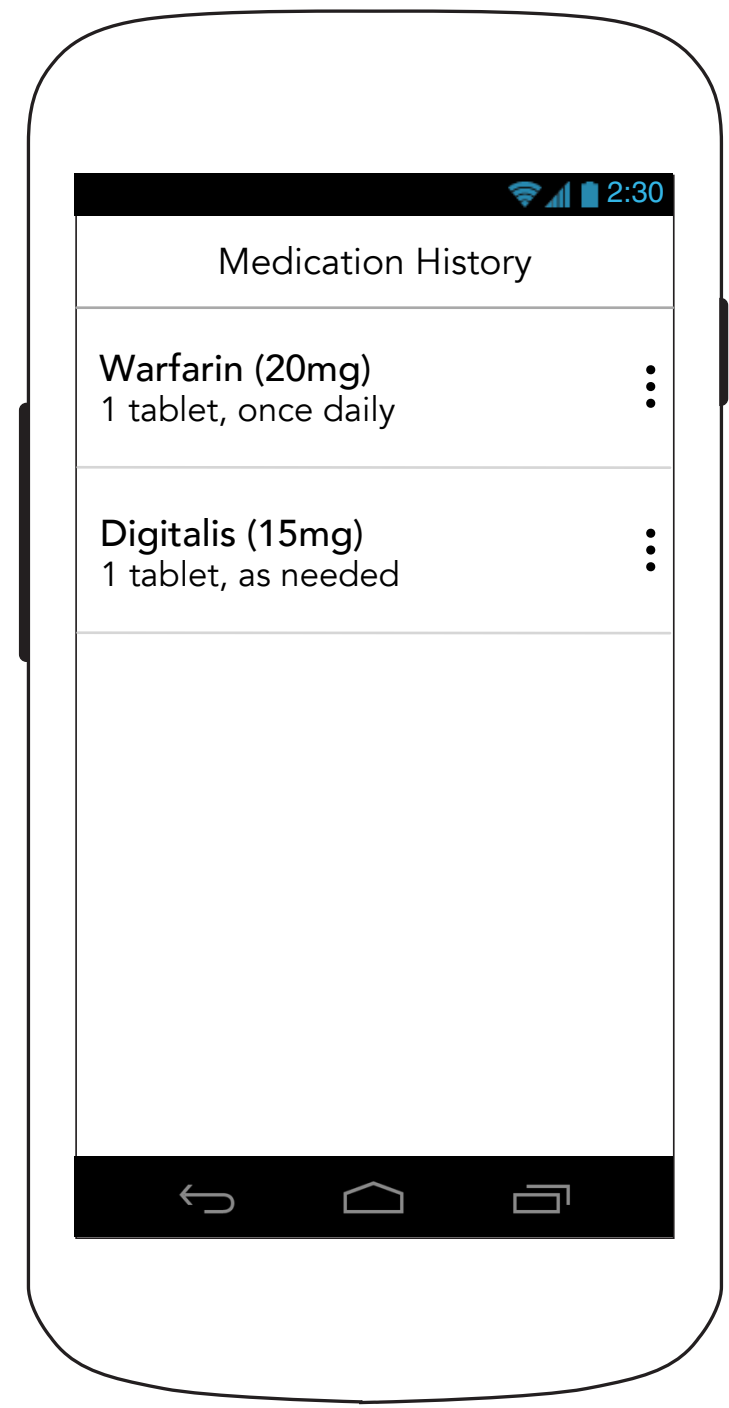 2:30
Medication History
Warfarin (20mg)
1 tablet, once daily
Digitalis (15mg)
1 tablet, as needed